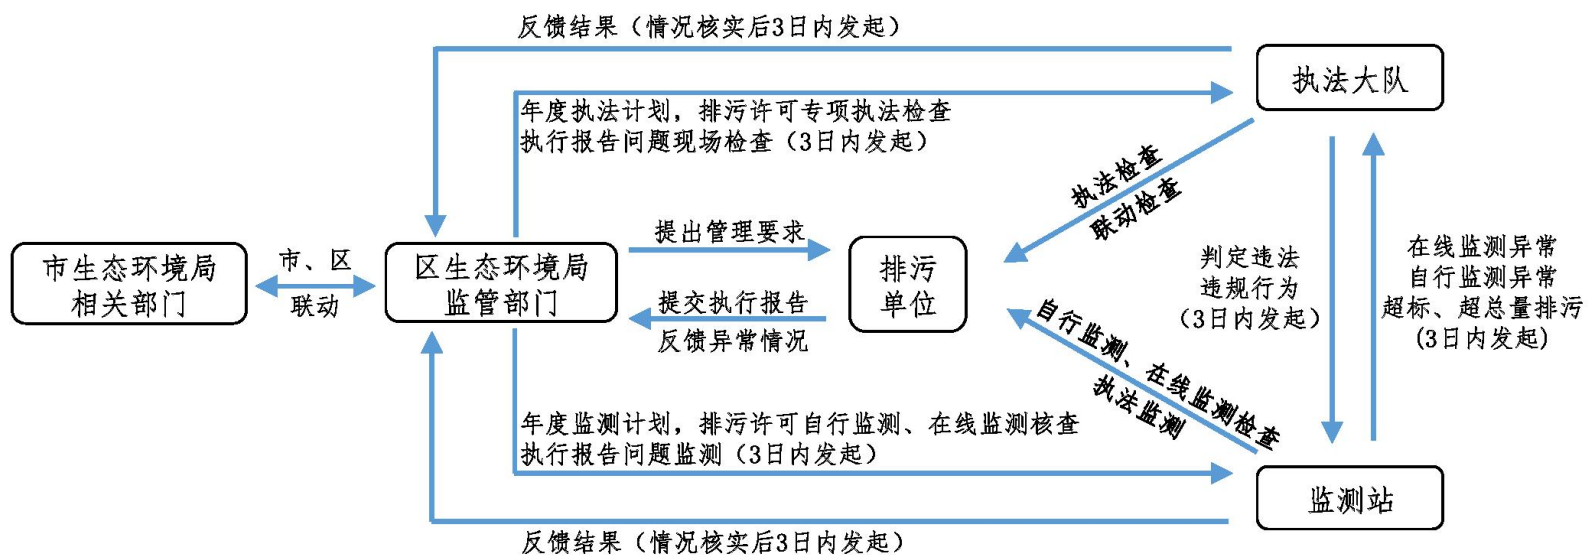 反馈结果（情况核实后3日内发起）
执法大队
年度执法计划，排污许可专项执法检查
执行报告问题现场检查（3日内发起）
执法检查
联动检查
提出管理要求
市生态环境局
相关部门
市、区
联动
区生态环境局
监管部门
排污
单位
提交执行报告
反馈异常情况
判定违法
违规行为
（3日内发起）
在线监测异常
自行监测异常
超标、超总量排污
(3日内发起)
自行监测、在线监测检查
执法监测
年度监测计划，排污许可自行监测、在线监测核查
执行报告问题监测（3日内发起）
监测站
反馈结果（情况核实后3日内发起）